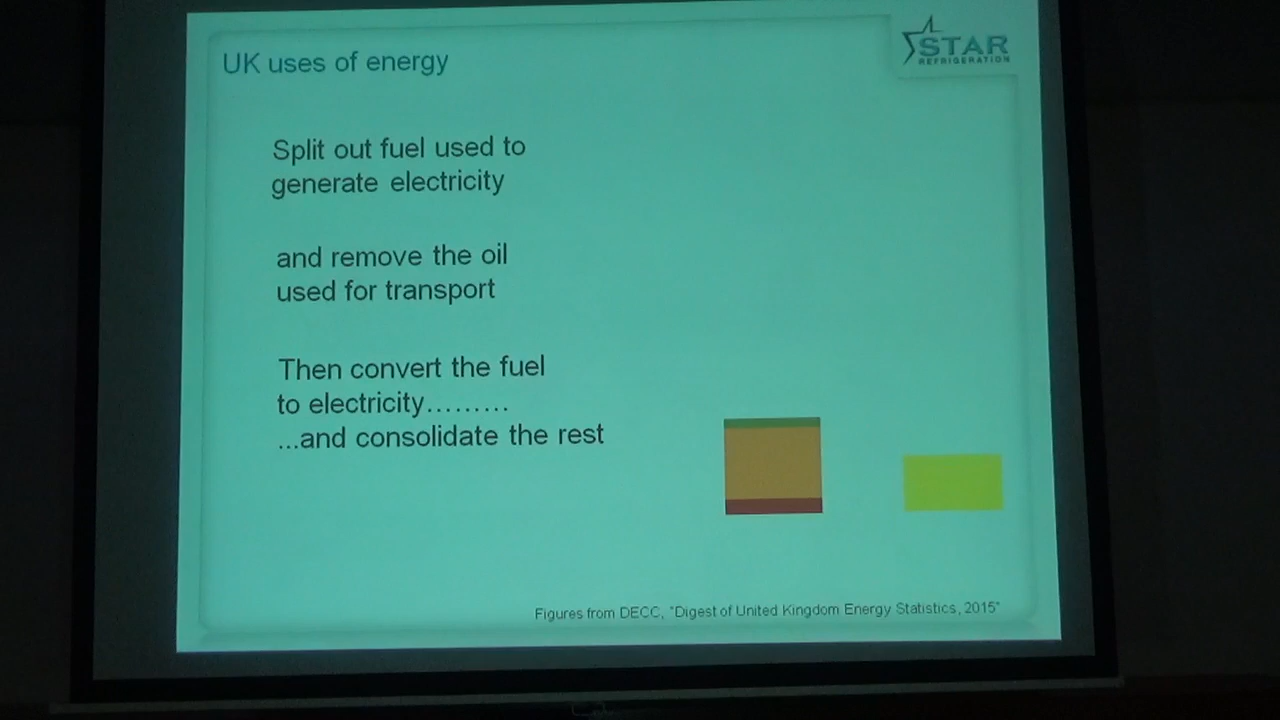 UK uses of energy
STAR
REFRIGERATION
Split out fuel used to
generate electricity
and remove the oil
used for transport
Then convert the fuel
to electricity.........
...and consolidate the rest
Figures from DECC, "Digest of United Kingdom Energy Statistics, 2015"